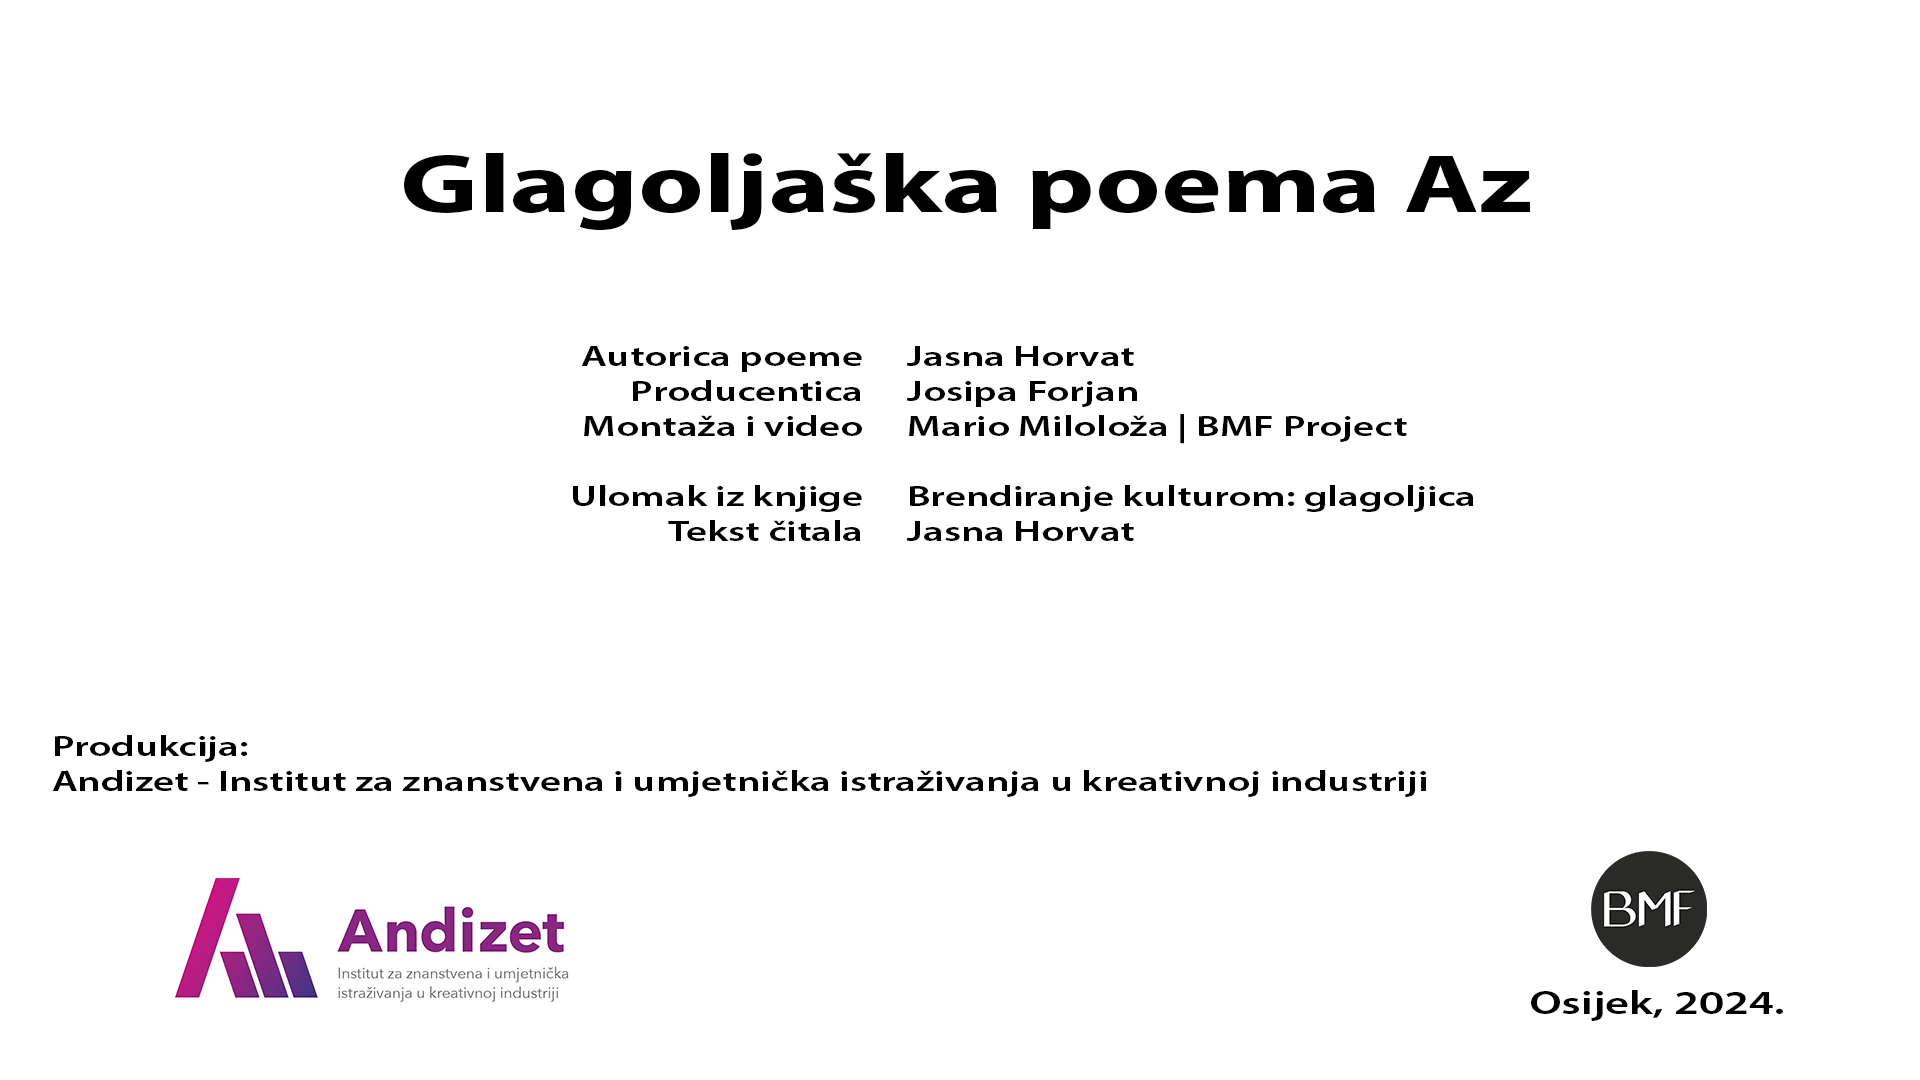 Glagoljaška poema Az
Autorica poeme Jasna Horvat
Producentica Josipa Forjan
Montaža i video Mario Miloloža | BMF Project
Ulomak iz knjige Brendiranje kulturom: glagoljica
Tekst čitala Jasna Horvat
Produkcija:
Andizet - Institut za znanstvena i umjetnička istraživanja u kreativnoj industriji
Andizet
Institut za znanstvena i umjetnička
istraživanja u kreativnoj industriji
BMF
Osijek, 2024.